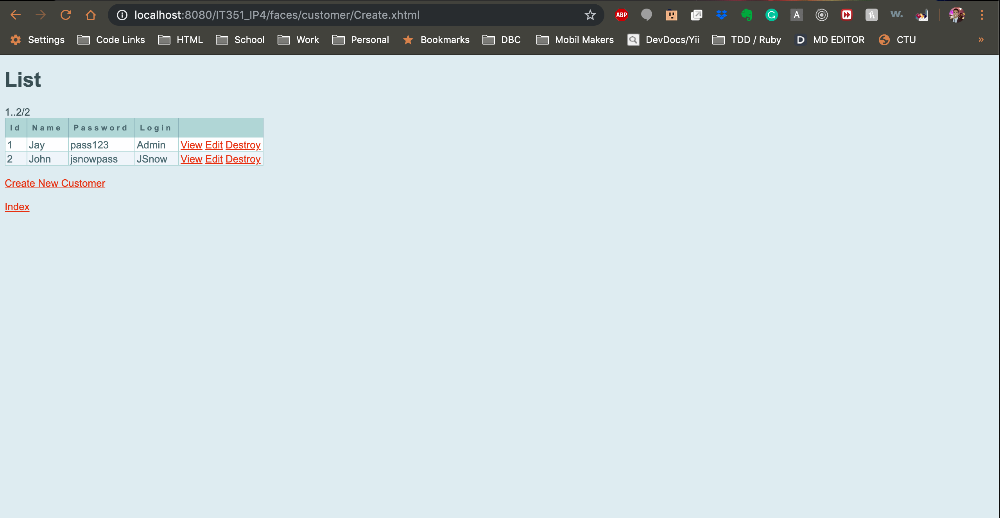 localhost:8080/IT351_IP4/faces/customer/Create.xhtml ABP G A h w.
Settings Code Links HTML School Work Personal Bookmarks DBC Mobil Makers DevDocs/Yii TDD / Ruby D MD EDITOR CTU »
List
1..2/2
Id Name Password Login
1 Jay pass123 Admin View Edit Destroy
2 John jsnowpass JSnow View Edit Destroy
Create New Customer
Index